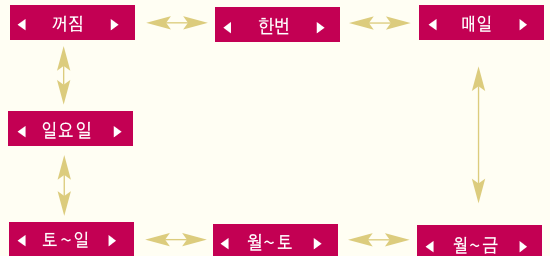 ◀ 꺼짐 ▶
◀ 한번 ▶
◀ 매일 ▶
◀ 일요일 ▶
◀ 토~일 ▶
◀ 월~토 ▶
◀ 월~금 ▶